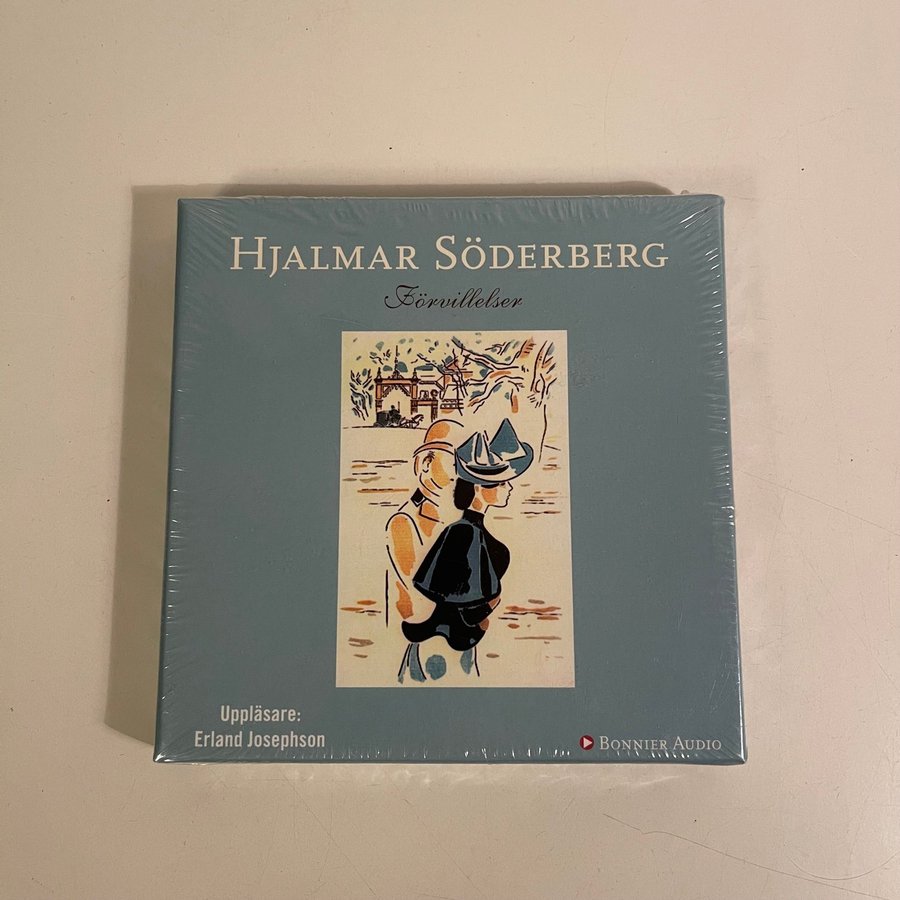 Hjalmar Söderberg
Förvillelser
Uppläsare:
Erland Josephson
Bonnier Audio